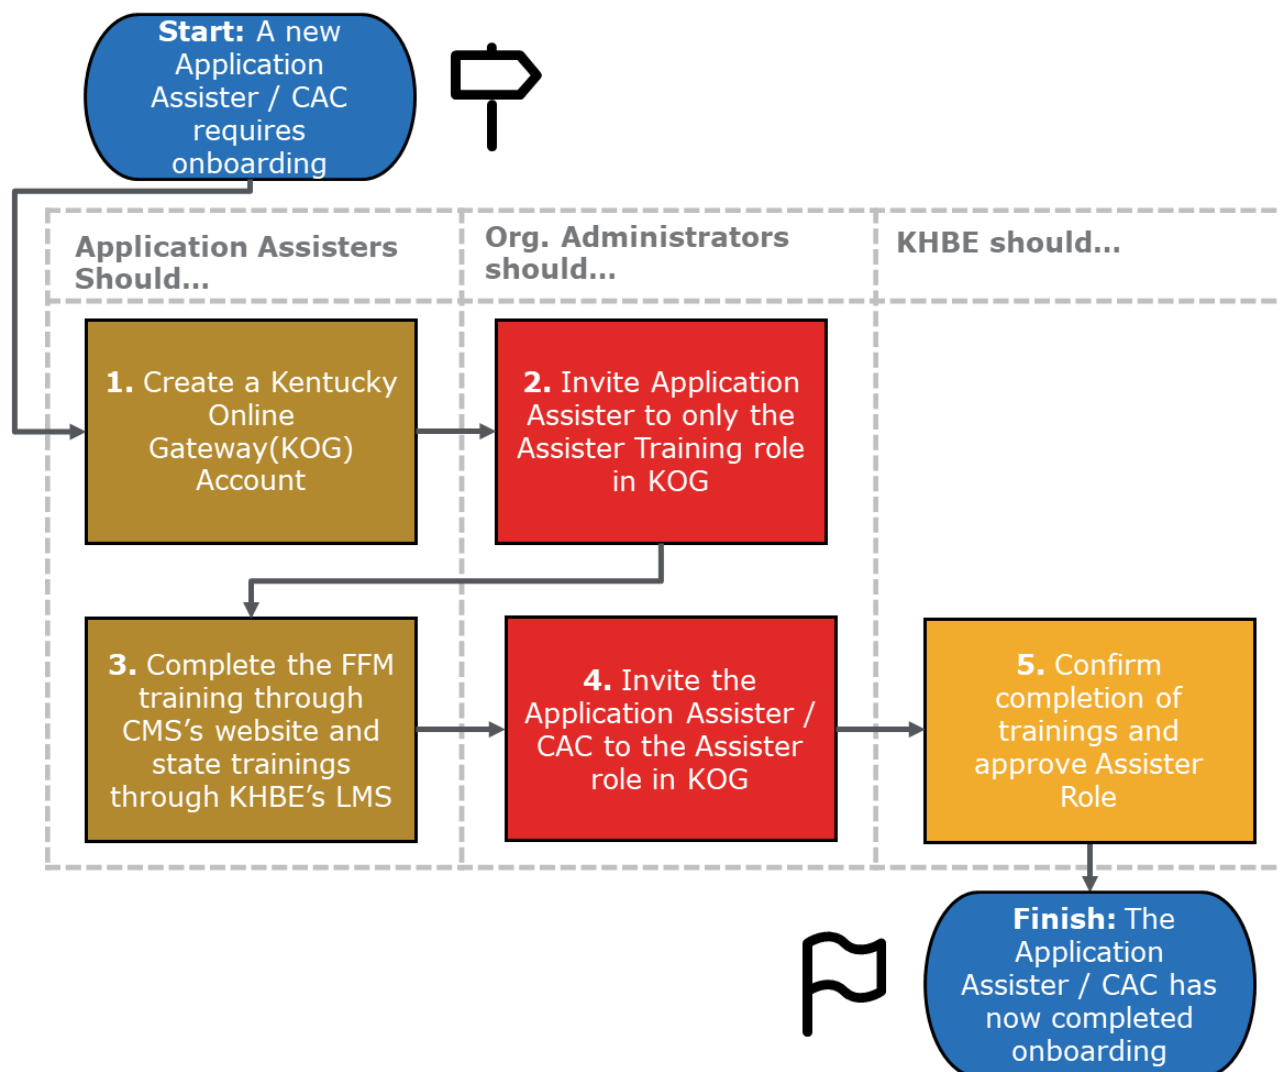 Start: A new
Application
Assister / CAC
requires
onboarding
Application Assisters
Should...
Org. Administrators
should...
KHBE should...
1. Create a Kentucky
Online
Gateway(KOG)
Account
2. Invite Application
Assister to only the
Assister Training role
in KOG
3. Complete the FFM
training through
CMS’s website and
state trainings
through KHBE’s LMS
4. Invite the
Application Assister /
CAC to the Assister
role in KOG
5. Confirm
completion of
trainings and
approve Assister
Role
Finish: The
Application
Assister / CAC has
now completed
onboarding